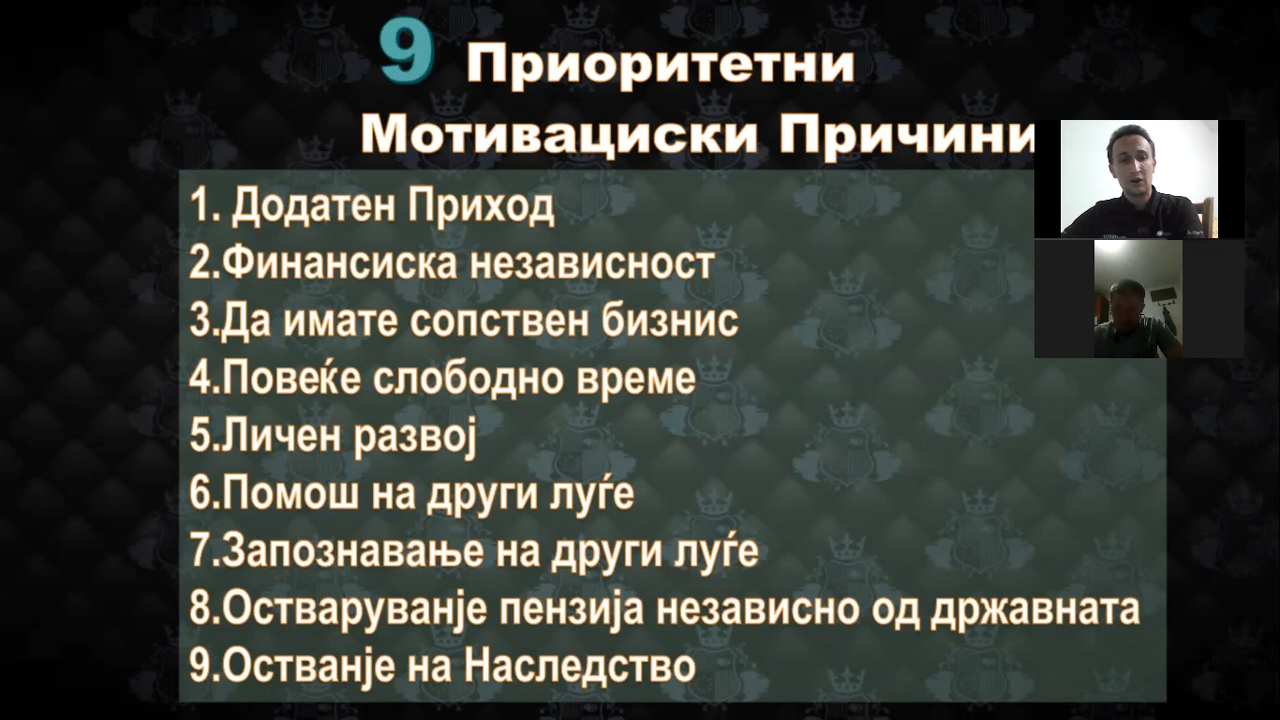 9 Приоритетни
Мотивациски Причини
1. Додатен Приход
2.Финансиска независност
3.Да имате сопствен бизнис
4.Повеќе слободно време
5.Личен развој
6.Помош на други луѓе
7.Запознавање на други луѓе
8.Остваруванје пензија независно од државната
9.Останје на Наследство